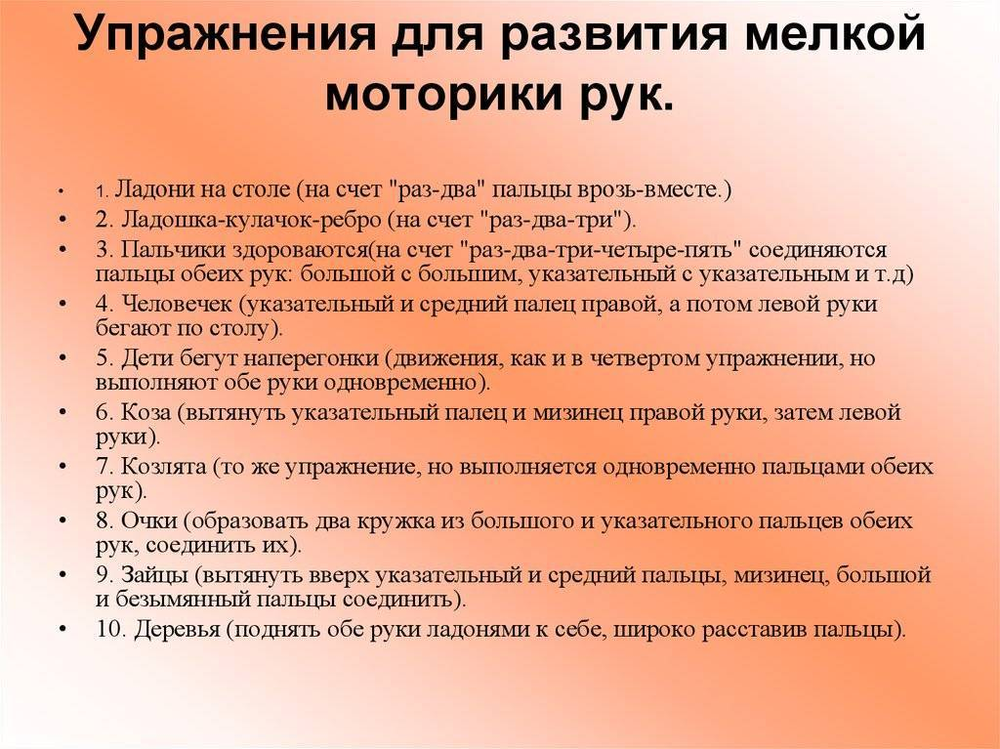 Упражнения для развития мелкой
моторики рук.
• 1. Ладони на столе (на счет "раз-два" пальцы врозь-вместе.)
• 2. Ладошка-кулачок-ребро (на счет "раз-два-три").
• 3. Пальчики здороваются(на счет "раз-два-три-четыре-пять" соединяются
пальцы обеих рук: большой с большим, указательный с указательным и т.д)
• 4. Человечек (указательный и средний палец правой, а потом левой руки
бегают по столу).
• 5. Дети бегут наперегонки (движения, как и в четвертом упражнении, но
выполняют обе руки одновременно).
• 6. Коза (вытянуть указательный палец и мизинец правой руки, затем левой
руки).
• 7. Козлята (то же упражнение, но выполняется одновременно пальцами обеих
рук).
• 8. Очки (образовать два кружка из большого и указательного пальцев обеих
рук, соединить их).
• 9. Зайцы (вытянуть вверх указательный и средний пальцы, мизинец, большой
и безымянный пальцы соединить).
• 10. Деревья (поднять обе руки ладонями к себе, широко расставив пальцы).